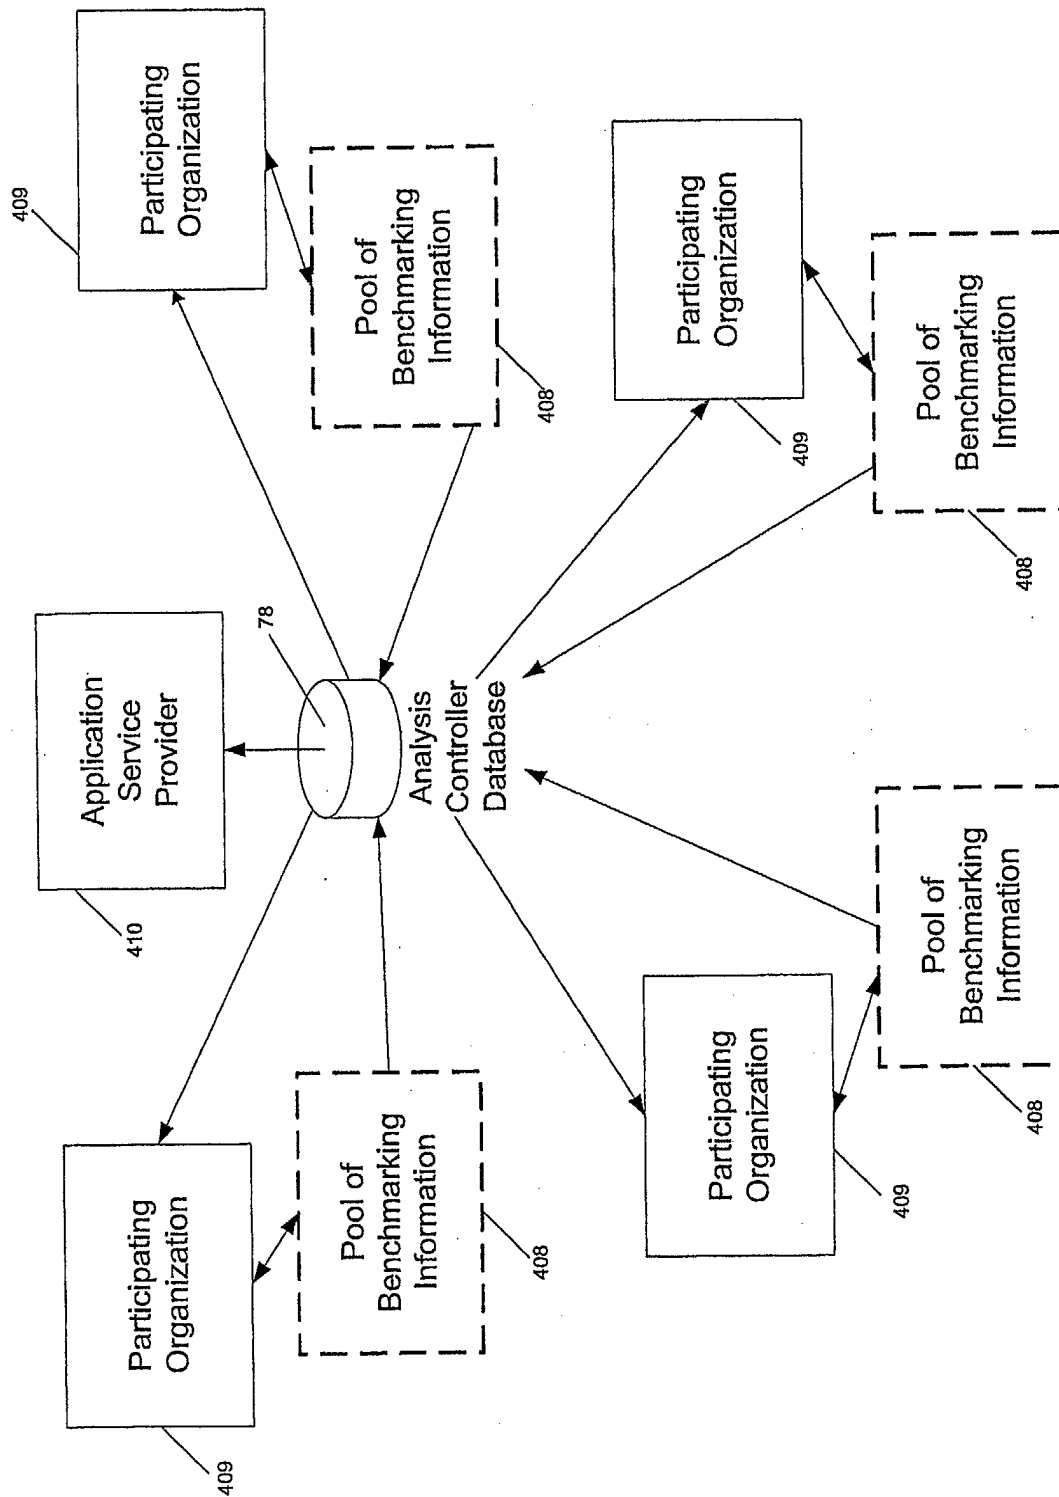 409
Participating
Organization
Pool of
Benchmarking
Information
408
Application
Service
Provider
410
78
Analysis
Controller
Database
Participating
Organization
409
Pool of
Benchmarking
Information
408
Participating
Organization
409
Pool of
Benchmarking
Information
408
Participating
Organization
409
Pool of
Benchmarking
Information
408